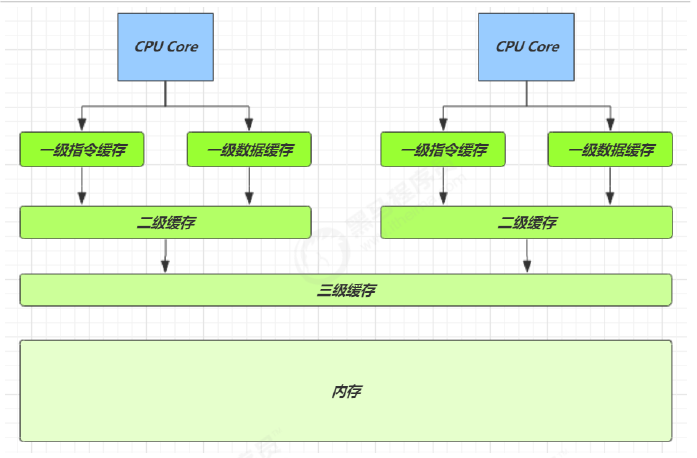 CPU Core
CPU Core
一级指令缓存
一级数据缓存
一级指令缓存
一级数据缓存
二级缓存
二级缓存
三级缓存
内存